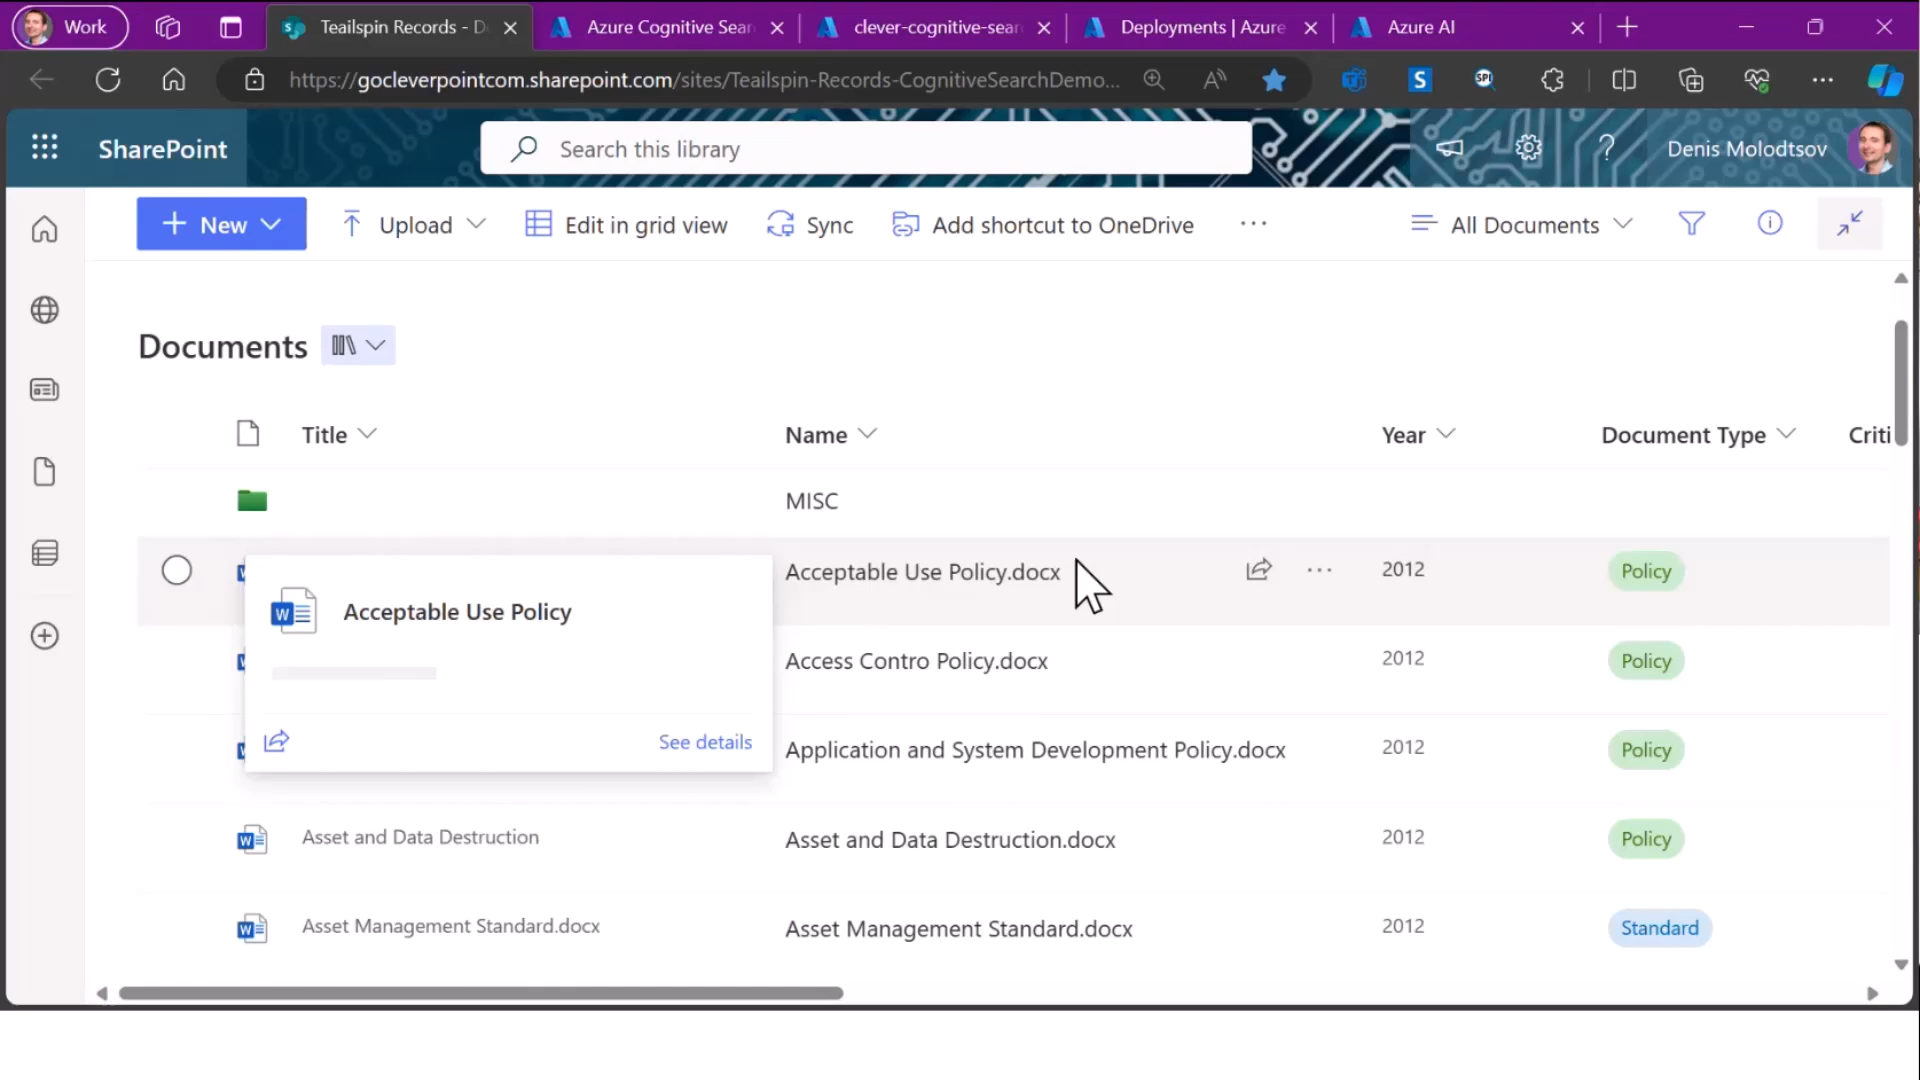 Work
Teailspin Records - D
Azure Cognitive Sear
clever-cognitive-sear
Deployments | Azure
Azure AI
https://gocleverpointcom.sharepoint.com/sites/Teailspin-Records-CognitiveSearchDemo...
SharePoint
Search this library
Denis Molodtsov
New
Upload
Edit in grid view
Sync
Add shortcut to OneDrive
All Documents
Documents
Title
Name
Year
Document Type
Criti
MISC
Acceptable Use Policy.docx
2012
Policy
Acceptable Use Policy
See details
Access Contro Policy.docx
2012
Policy
Application and System Development Policy.docx
2012
Policy
Asset and Data Destruction
Asset and Data Destruction.docx
2012
Policy
Asset Management Standard.docx
Asset Management Standard.docx
2012
Standard